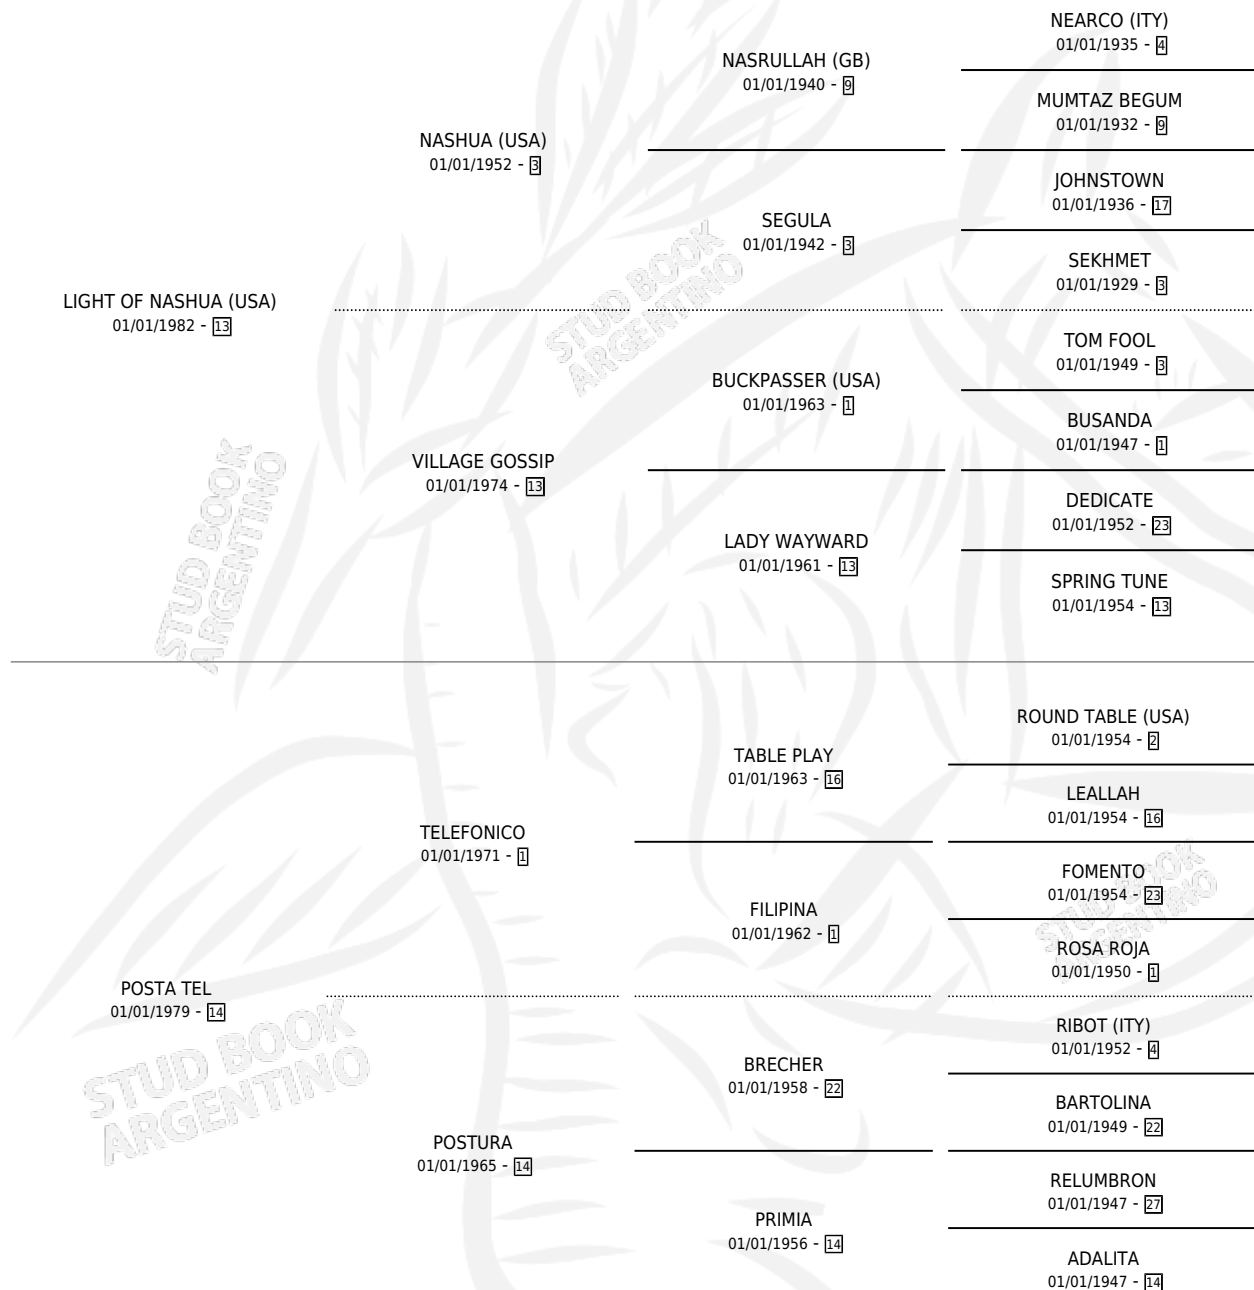 NEARCO (ITY)
01/01/1935 - 4
NASRULLAH (GB)
01/01/1940 - 9
MUMTAZ BEGUM
01/01/1932 - 9
NASHUA (USA)
01/01/1952 - 3
JOHNSTOWN
01/01/1936 - 17
SEGULA
01/01/1942 - 3
SEKHMET
01/01/1929 - 3
LIGHT OF NASHUA (USA)
01/01/1982 - 13
TOM FOOL
01/01/1949 - 3
BUCKPASSER (USA)
01/01/1963 - 1
BUSANDA
01/01/1947 - 1
VILLAGE GOSSIP
01/01/1974 - 13
DEDICATE
01/01/1952 - 23
LADY WAYWARD
01/01/1961 - 13
SPRING TUNE
01/01/1954 - 13
STUD BOOK
ARGENTINO
STUD BOOK
ARGENTINO
ROUND TABLE (USA)
01/01/1954 - 2
TABLE PLAY
01/01/1963 - 16
LEALLAH
01/01/1954 - 16
TELEFONICO
01/01/1971 - 1
FOMENTO
01/01/1954 - 23
FILIPINA
01/01/1962 - 1
ROSA ROJA
01/01/1950 - 1
STUD BOOK
ARGENTINO
POSTA TEL
01/01/1979 - 14
RIBOT (ITY)
01/01/1952 - 4
BRECHER
01/01/1958 - 22
BARTOLINA
01/01/1949 - 22
STUD BOOK
ARGENTINO
POSTURA
01/01/1965 - 14
RELUMBRON
01/01/1947 - 27
PRIMIA
01/01/1956 - 14
ADALITA
01/01/1947 - 14